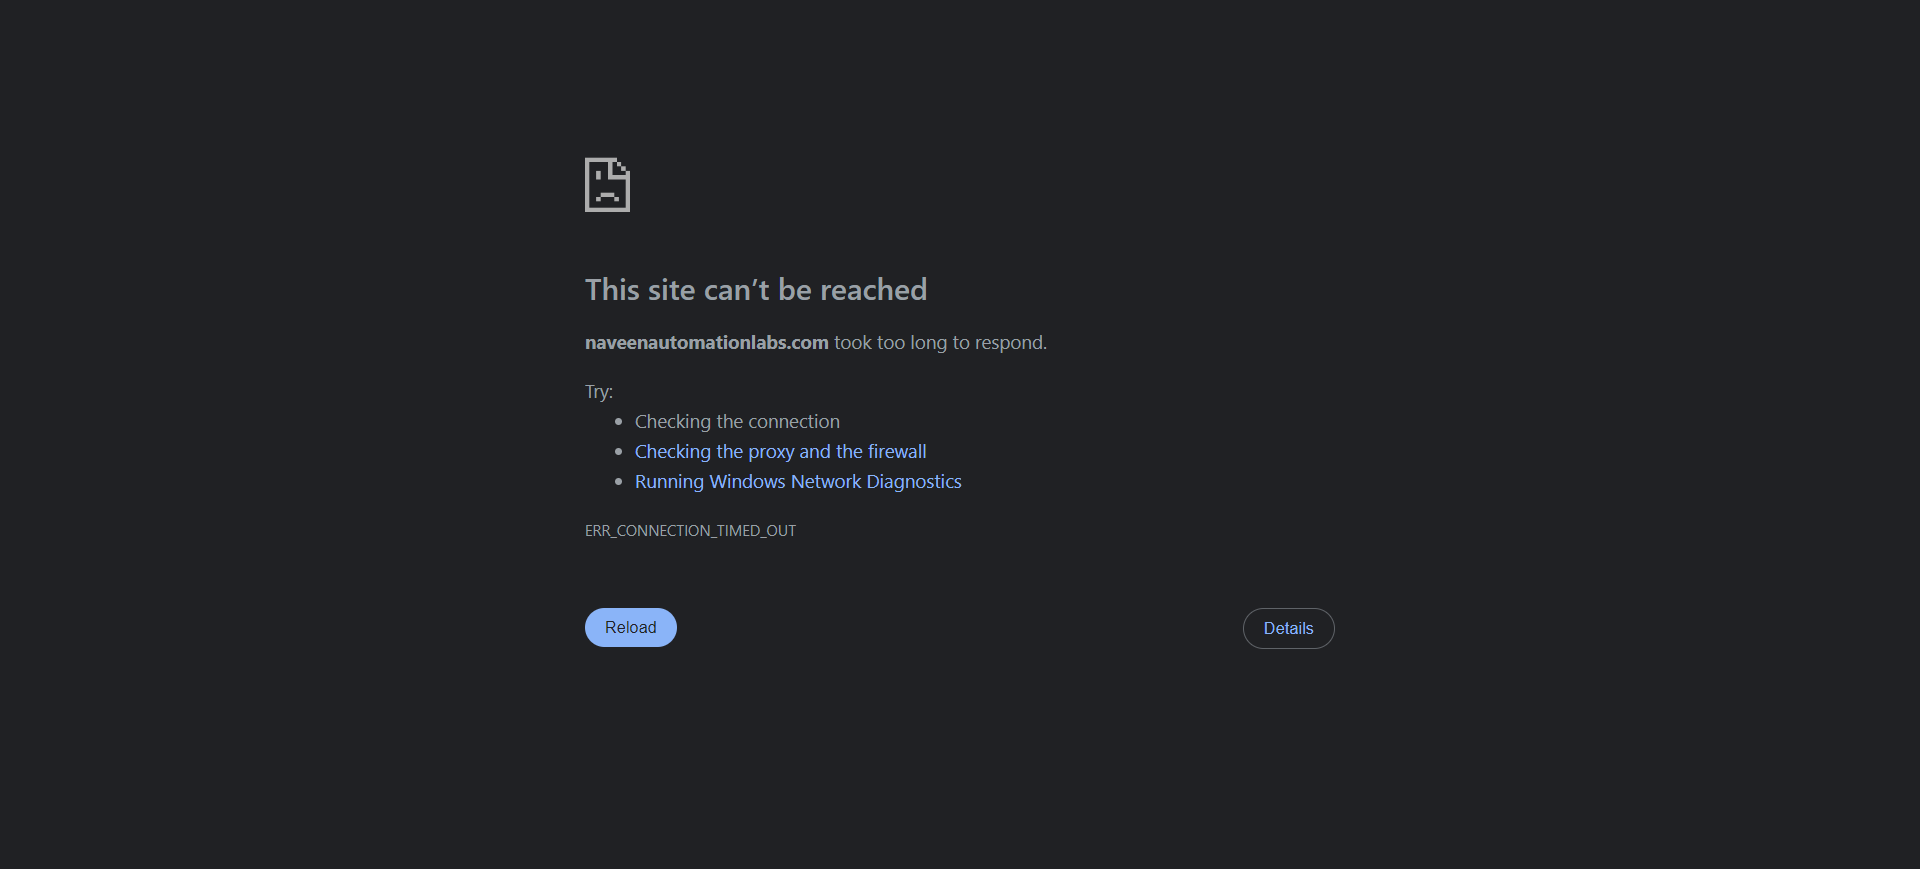 This site can’t be reached
naveenautomationlabs.com took too long to respond.
Try:
Checking the connection
Checking the proxy and the firewall
Running Windows Network Diagnostics
ERR_CONNECTION_TIMED_OUT
Reload
Details